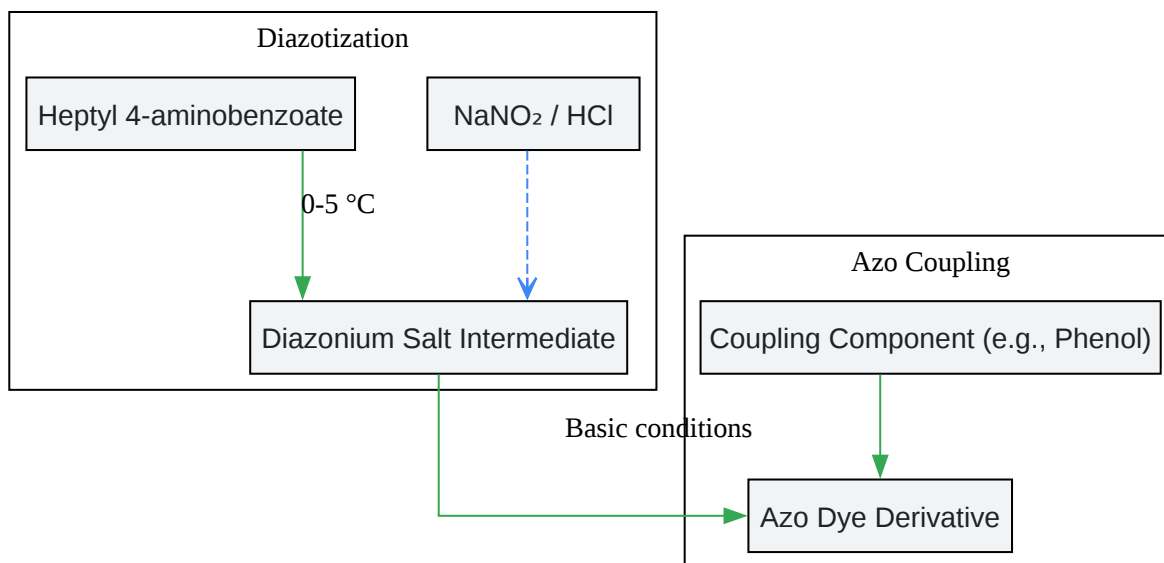 Diazotization
Heptyl 4-aminobenzoate
NaNO₂ / HCl
0-5 °C
Diazonium Salt Intermediate
Azo Coupling
Coupling Component (e.g., Phenol)
Basic conditions
Azo Dye Derivative